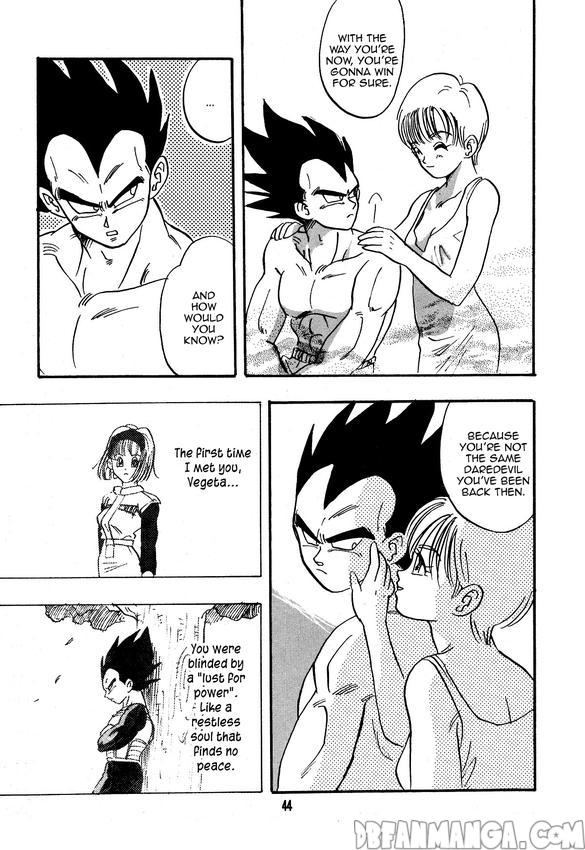 WITH THE
WAY YOU'RE
NOW, YOU'RE
GONNA WIN
FOR SURE.
...
AND
HOW
WOULD
YOU
KNOW?
BECAUSE
YOU'RE NOT
THE SAME
DAREDEVIL
YOU'VE BEEN
BACK THEN.
The first time
I met you,
Vegeta...
You were
blinded by
a "lust for
power".
Like a
restless
soul that
finds no
peace.
44
DBFANMANGA.COM